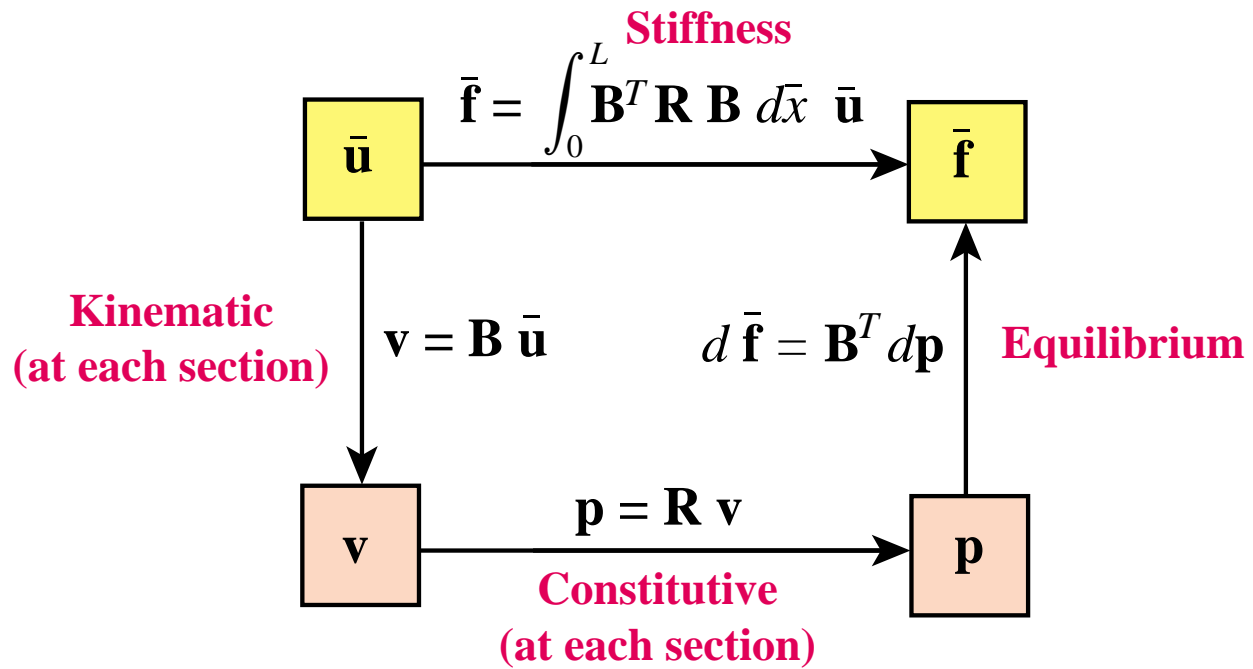 Stiffness
f̄ = ∫₀ᴸ Bᵀ R B dx̄ ū
ū
f̄
Kinematic
(at each section)
v = B ū
d f̄ = Bᵀ dp
Equilibrium
v
p = R v
p
Constitutive
(at each section)